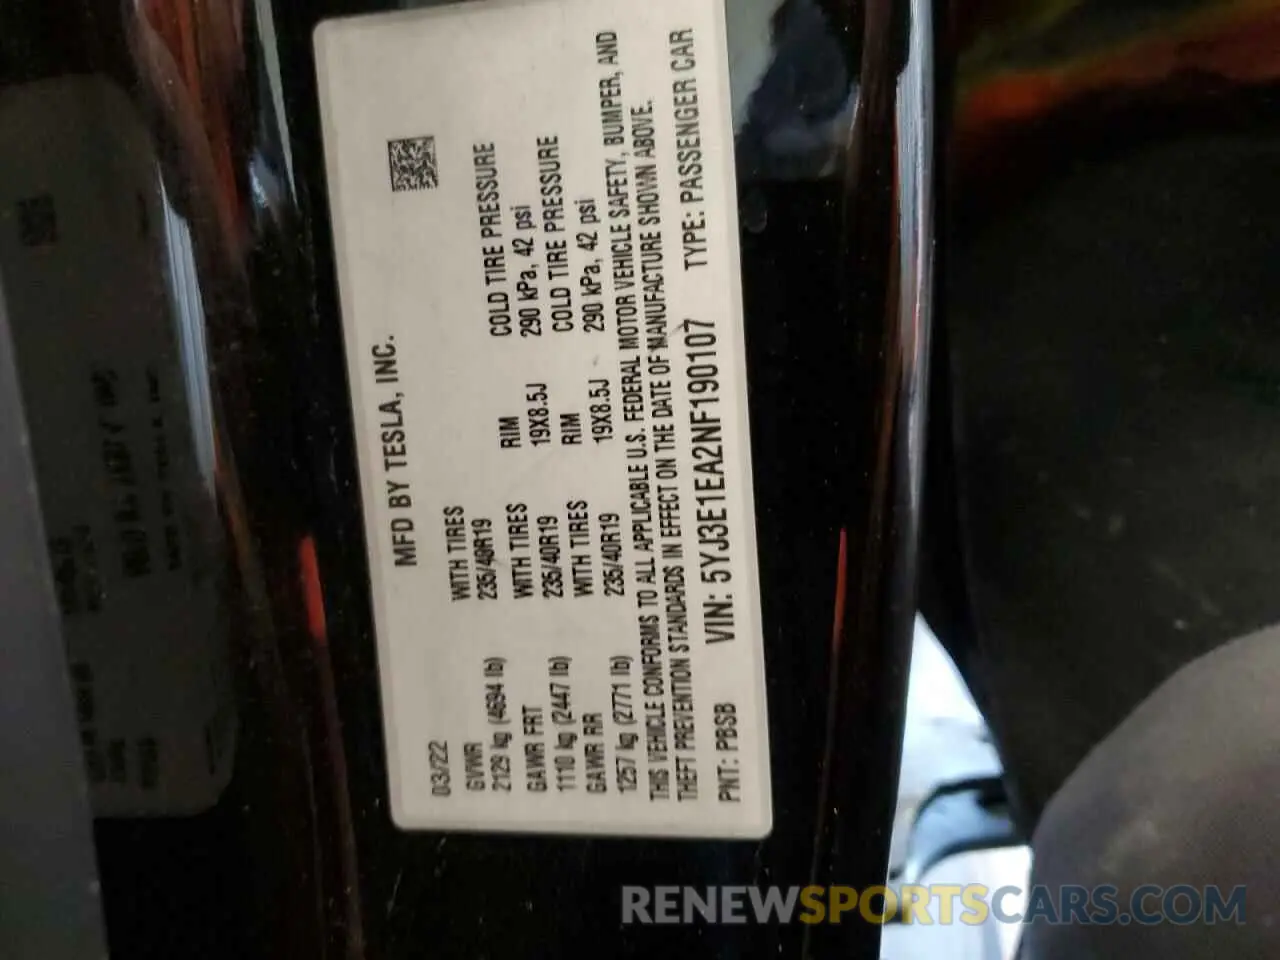 MFD BY TESLA, INC.
03/22
GVWR
2129 kg (4694 lb)
WITH TIRES
235/40R19
GAWR FRT
1110 kg (2447 lb)
WITH TIRES
235/40R19
RIM
19X8.5J
COLD TIRE PRESSURE
290 kPa, 42 psi
GAWR RR
1257 kg (2771 lb)
WITH TIRES
235/40R19
RIM
19X8.5J
COLD TIRE PRESSURE
290 kPa, 42 psi
THIS VEHICLE CONFORMS TO ALL APPLICABLE U.S. FEDERAL MOTOR VEHICLE SAFETY, BUMPER, AND
THEFT PREVENTION STANDARDS IN EFFECT ON THE DATE OF MANUFACTURE SHOWN ABOVE.
PNT: PBSB VIN: 5YJ3E1EA2NF190107 TYPE: PASSENGER CAR
RENEWSPORTSCARS.COM